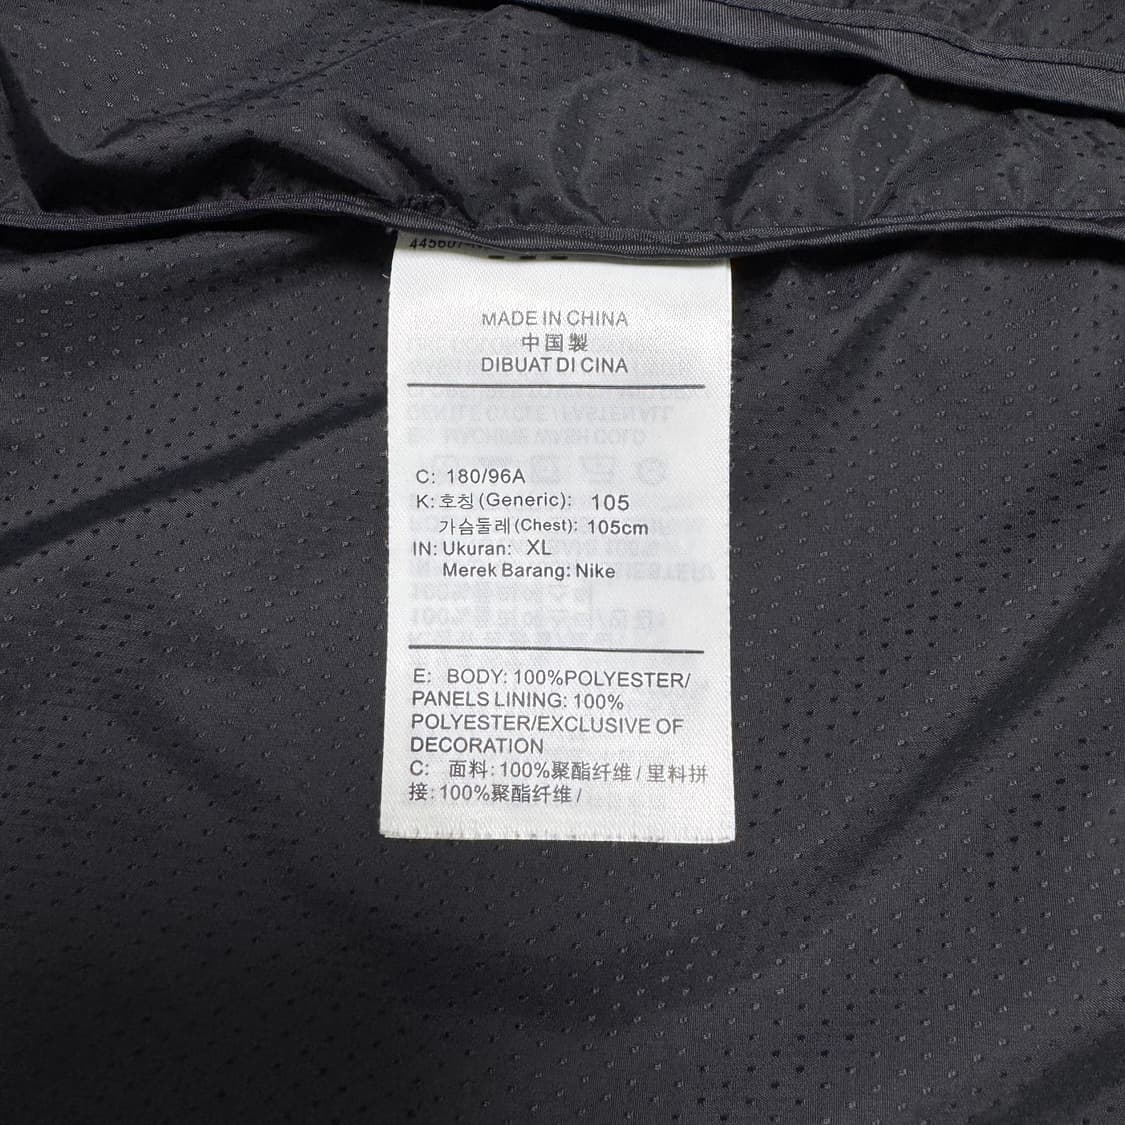 MADE IN CHINA
中国製
DIBUAT DI CINA
C: 180/96A
K: 호칭 (Generic): 105
가슴둘레 (Chest): 105cm
IN: Ukuran: XL
Merek Barang: Nike
E: BODY: 100%POLYESTER/
PANELS LINING: 100%
POLYESTER/EXCLUSIVE OF
DECORATION
C: 面料: 100%聚酯纤维 / 里料拼
接: 100%聚酯纤维 /